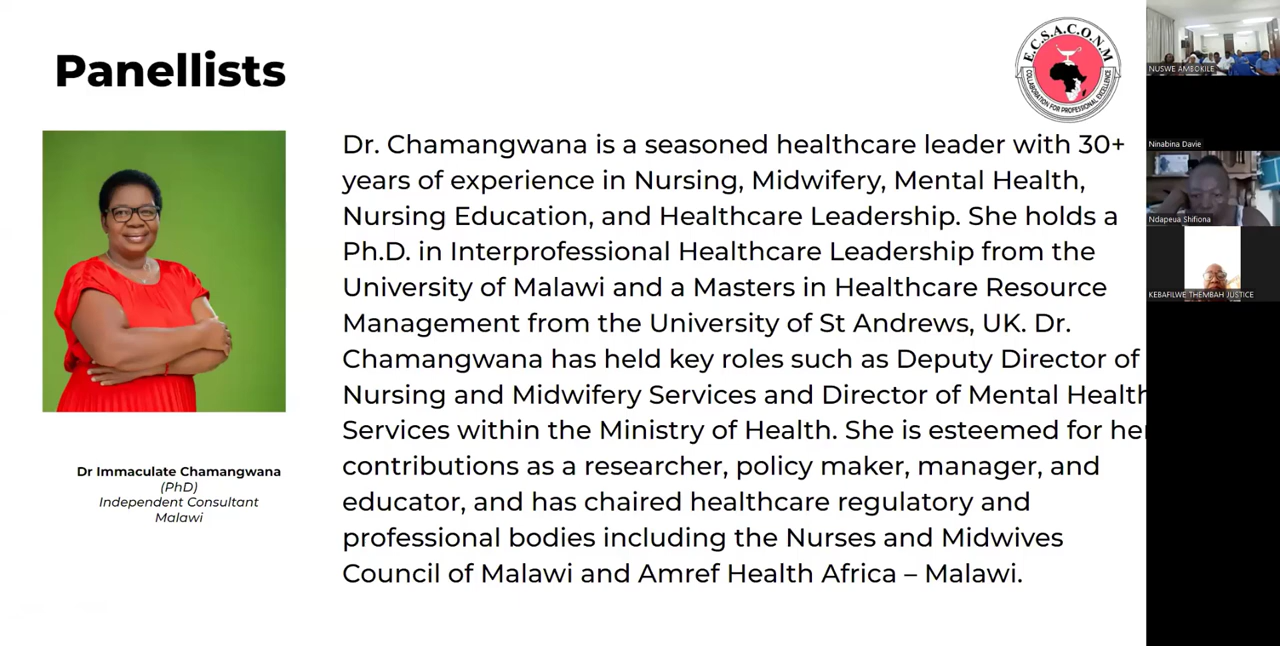 Panellists
E.C.S.A.C.O.N.M
COLLABORATION FOR PROFESSIONAL EXCELLENCE
Dr. Chamangwana is a seasoned healthcare leader with 30+
years of experience in Nursing, Midwifery, Mental Health,
Nursing Education, and Healthcare Leadership. She holds a
Ph.D. in Interprofessional Healthcare Leadership from the
University of Malawi and a Masters in Healthcare Resource
Management from the University of St Andrews, UK. Dr.
Chamangwana has held key roles such as Deputy Director of
Nursing and Midwifery Services and Director of Mental Health
Services within the Ministry of Health. She is esteemed for her
contributions as a researcher, policy maker, manager, and
educator, and has chaired healthcare regulatory and
professional bodies including the Nurses and Midwives
Council of Malawi and Amref Health Africa – Malawi.
Dr Immaculate Chamangwana
(PhD)
Independent Consultant
Malawi
NUSWE AMBOKILE
Ninabina Davie
Ndapeua Shifiona
KEBAFILWE THEMBAH JUSTICE